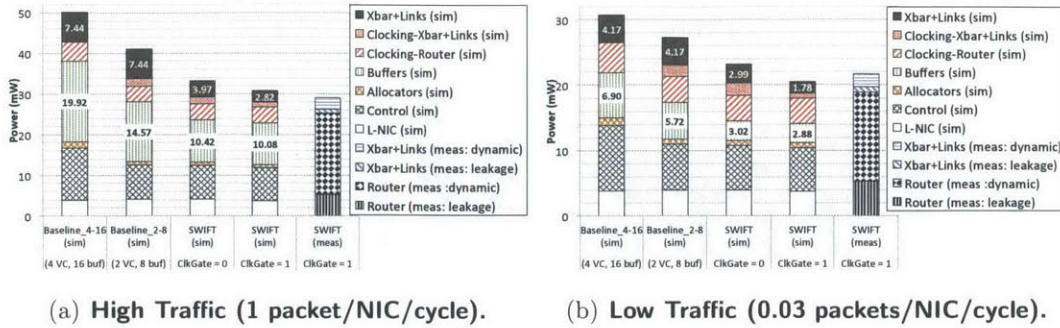 50
40
30
20
10
0
Power (mW)
7.44
19.92
7.44
14.57
3.97
10.42
2.82
10.08
Baseline_4-16
(sim)
(4 VC, 16 buf)
Baseline_2-8
(sim)
(2 VC, 8 buf)
SWIFT
(sim)
ClkGate = 0
SWIFT
(sim)
ClkGate = 1
SWIFT
(meas)
ClkGate = 1
Xbar+Links (sim)
Clocking-Xbar+Links (sim)
Clocking-Router (sim)
Buffers (sim)
Allocators (sim)
Control (sim)
L-NIC (sim)
Xbar+Links (meas: dynamic)
Xbar+Links (meas: leakage)
Router (meas :dynamic)
Router (meas: leakage)
(a) High Traffic (1 packet/NIC/cycle).
30
20
10
0
Power (mW)
4.17
6.90
4.17
5.72
2.99
3.02
1.78
2.88
Baseline_4-16
(sim)
(4 VC, 16 buf)
Baseline_2-8
(sim)
(2 VC, 8 buf)
SWIFT
(sim)
ClkGate = 0
SWIFT
(sim)
ClkGate = 1
SWIFT
(meas)
ClkGate = 1
Xbar+Links (sim)
Clocking-Xbar+Links (sim)
Clocking-Router (sim)
Buffers (sim)
Allocators (sim)
Control (sim)
L-NIC (sim)
Xbar+Links (meas: dynamic)
Xbar+Links (meas: leakage)
Router (meas :dynamic)
Router (meas: leakage)
(b) Low Traffic (0.03 packets/NIC/cycle).